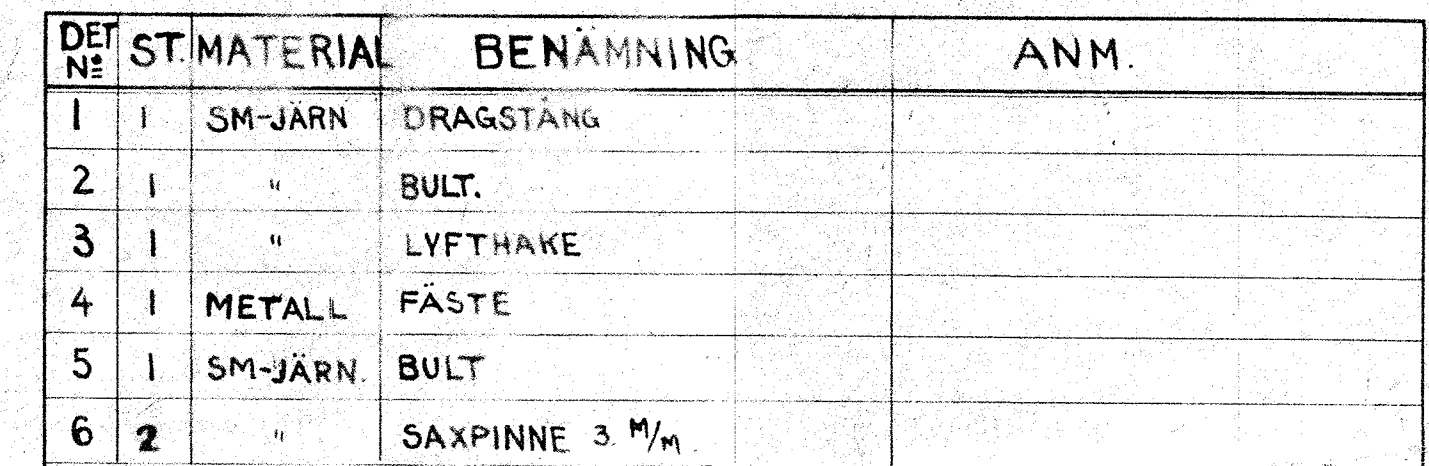 DET Nº ST. MATERIAL BENÄMNING ANM.
1 1 SM-JÄRN DRAGSTÅNG
2 1 " BULT.
3 1 " LYFTHAKE
4 1 METALL FÄSTE
5 1 SM-JÄRN. BULT
6 2 " SAXPINNE 3 M/M